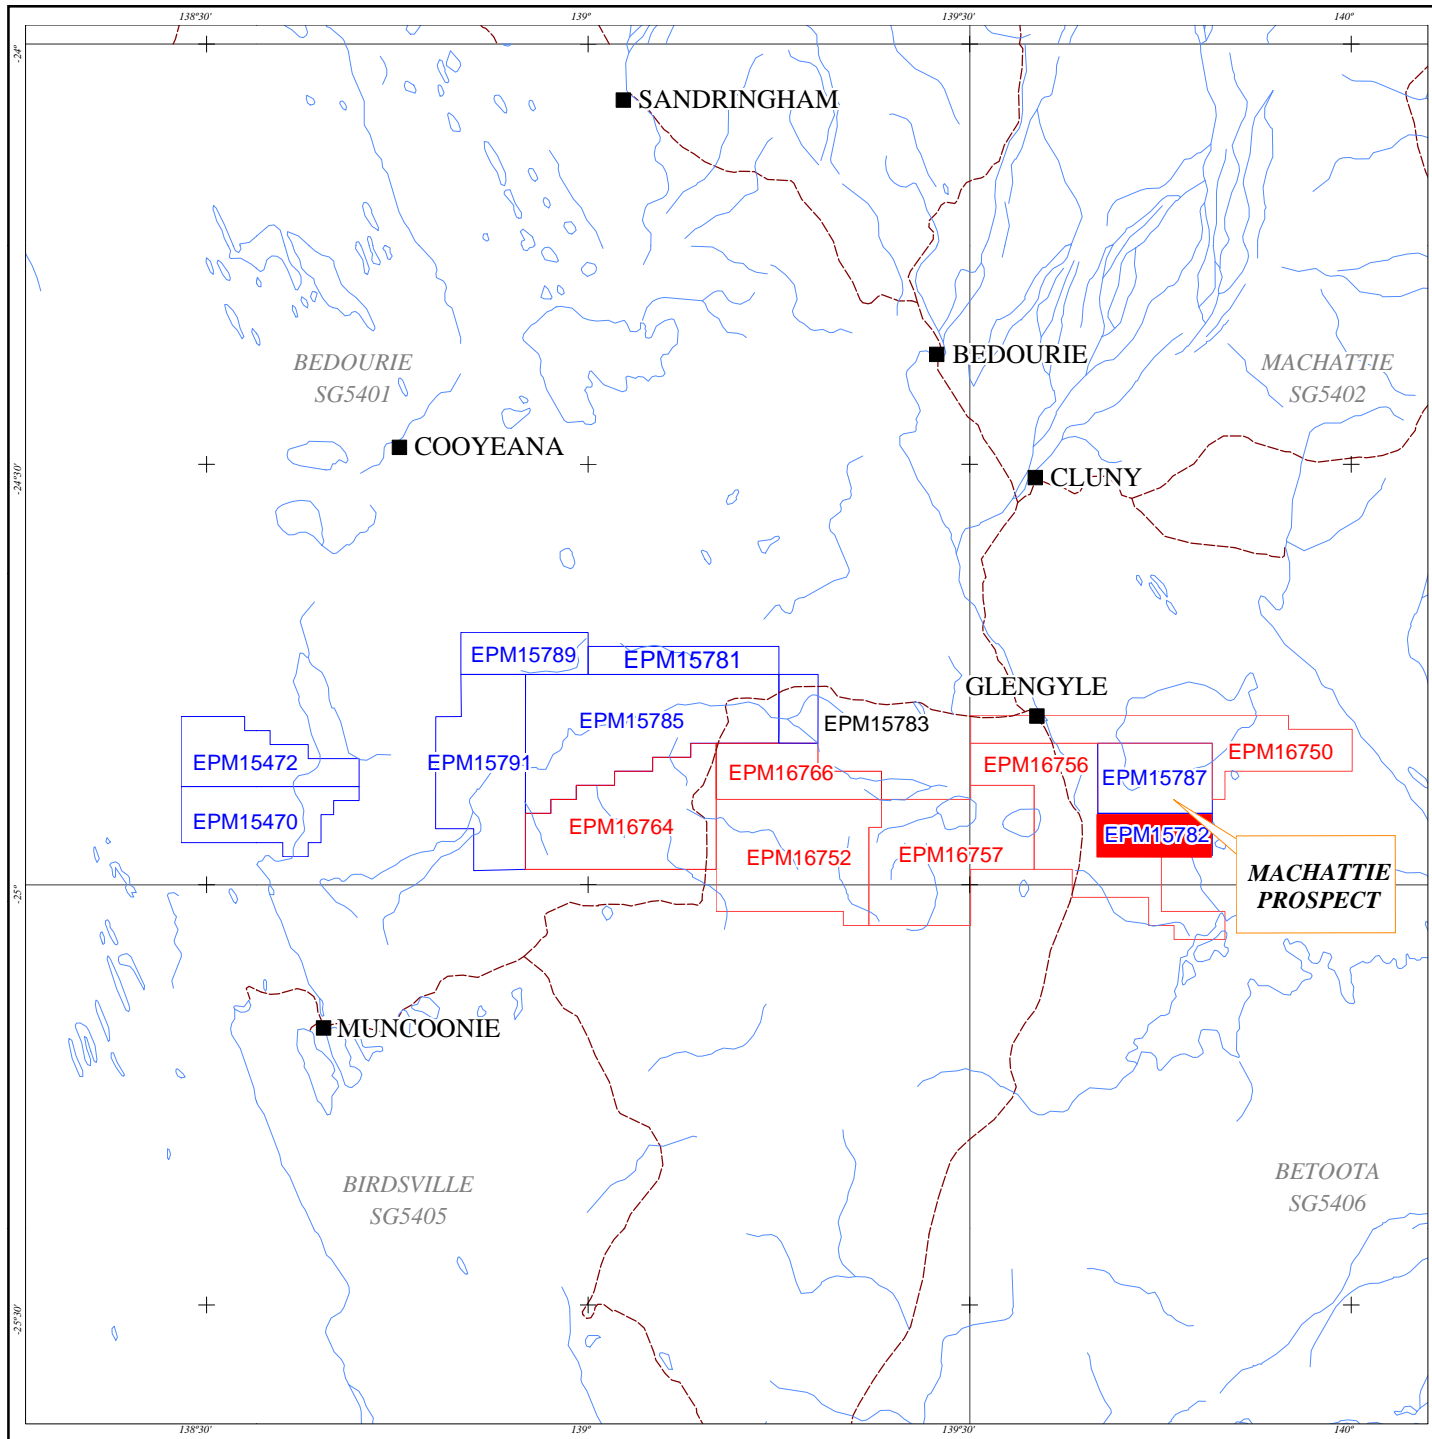 138°30'
139°
139°30'
140°
-24°
SANDRINGHAM
BEDOURIE
SG5401
BEDOURIE
MACHATTIE
SG5402
COOYEANA
-24°30'
CLUNY
EPM15789
EPM15781
GLENGYLE
EPM15785
EPM15783
EPM15472
EPM15791
EPM16766
EPM16756
EPM15787
EPM16750
EPM15470
EPM16764
EPM16752
EPM16757
EPM15782
MACHATTIE
PROSPECT
-25°
MUNCOONIE
BIRDSVILLE
SG5405
BETOOTA
SG5406
-25°30'
138°30'
139°
139°30'
140°